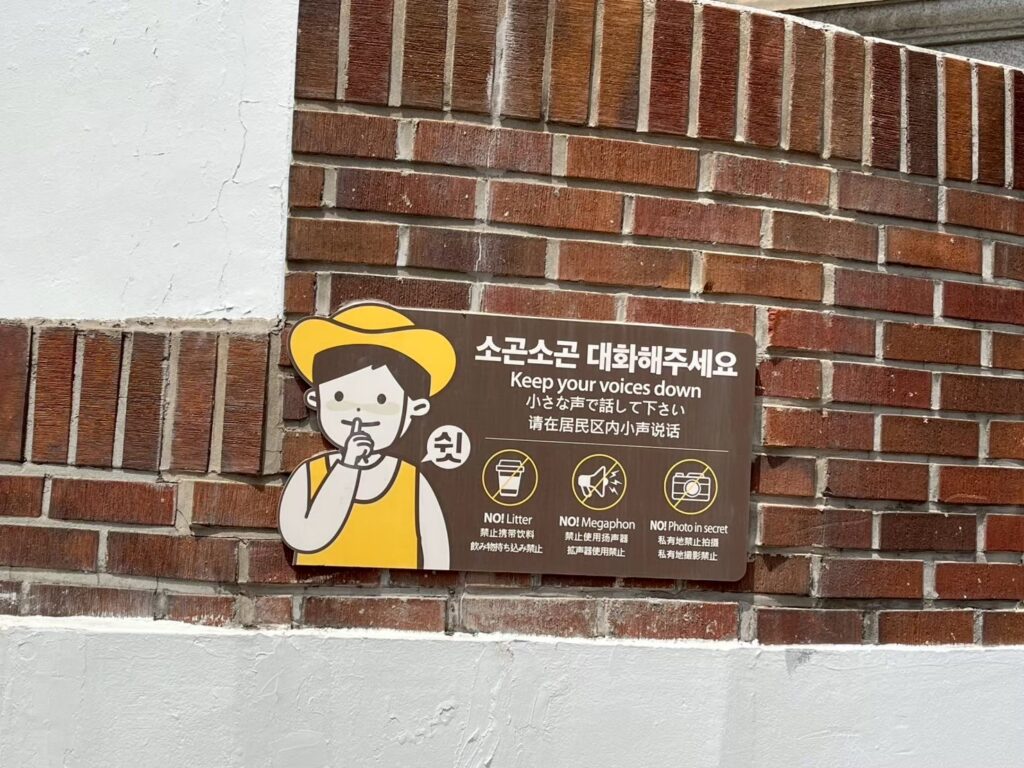 소곤소곤 대화해주세요
Keep your voices down
小さな声で話して下さい
请在居民区内小声说话
쉿
NO! Litter
禁止携帯饮料
飲み物持ち込み禁止
NO! Megaphon
禁止使用扬声器
拡声器使用禁止
NO! Photo in secret
私有地禁止拍摄
私有地撮影禁止